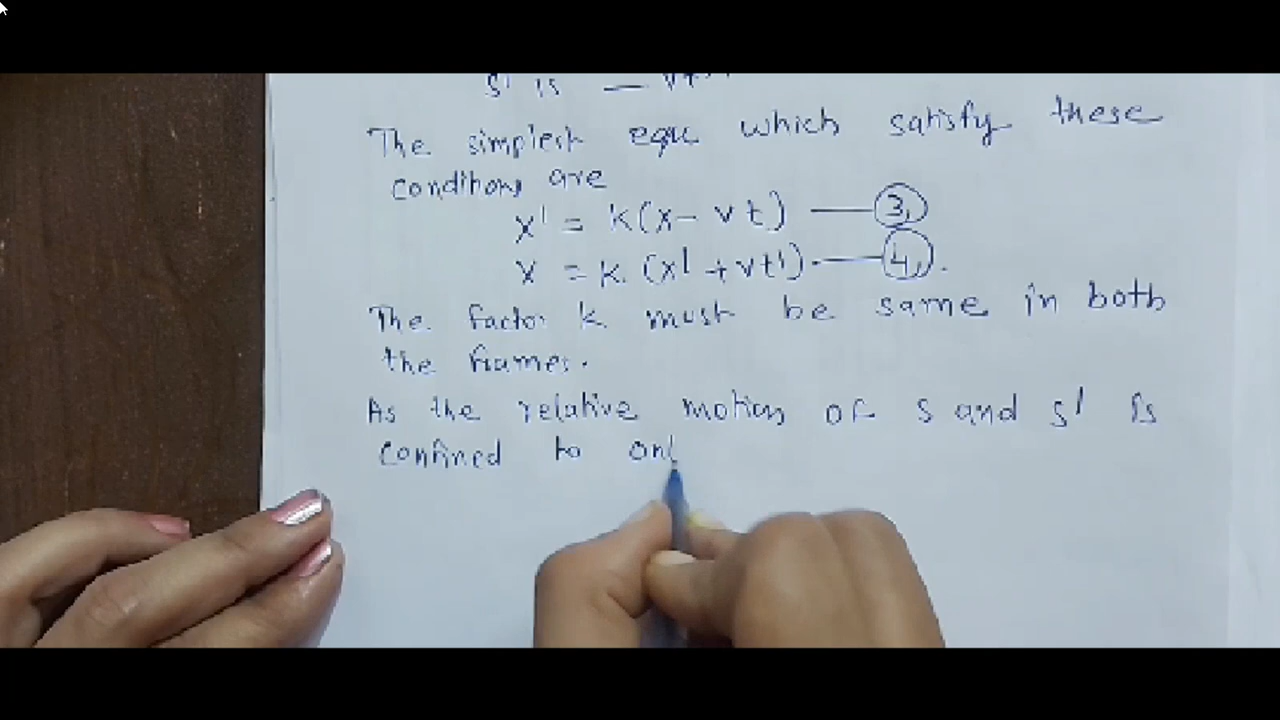 S' is —
The simplest equ which satisfy these
conditions are
x' = k(x - vt) — 3,
x = k. (x' + vt'). — 4,.
The factor k must be same in both
the frames.
As the relative motion of s and s' is
confined to onl